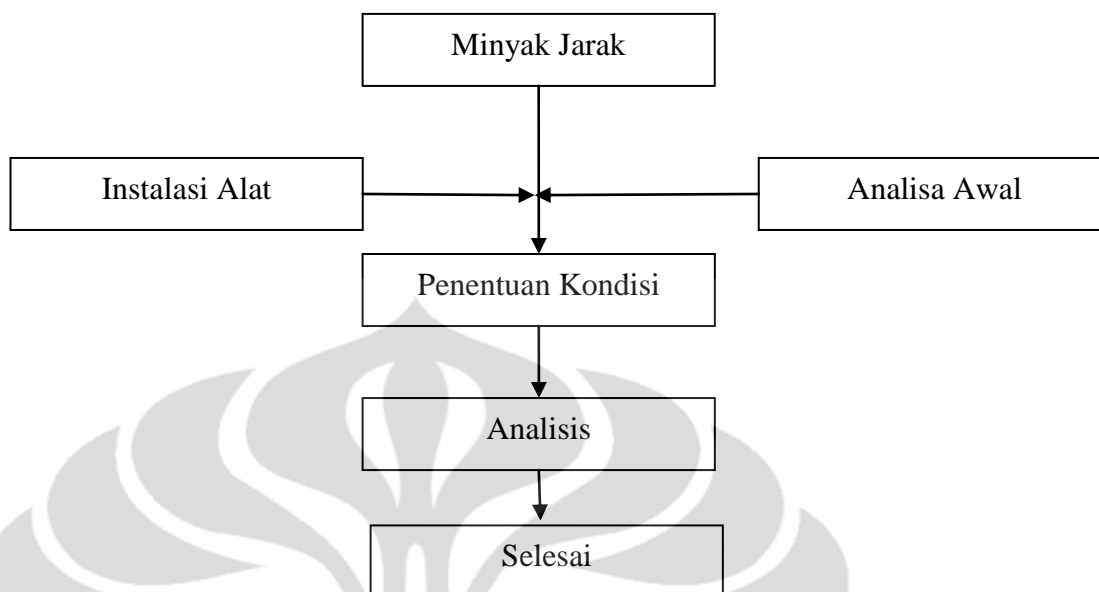 Minyak Jarak
Instalasi Alat
Analisa Awal
Penentuan Kondisi
Analisis
Selesai